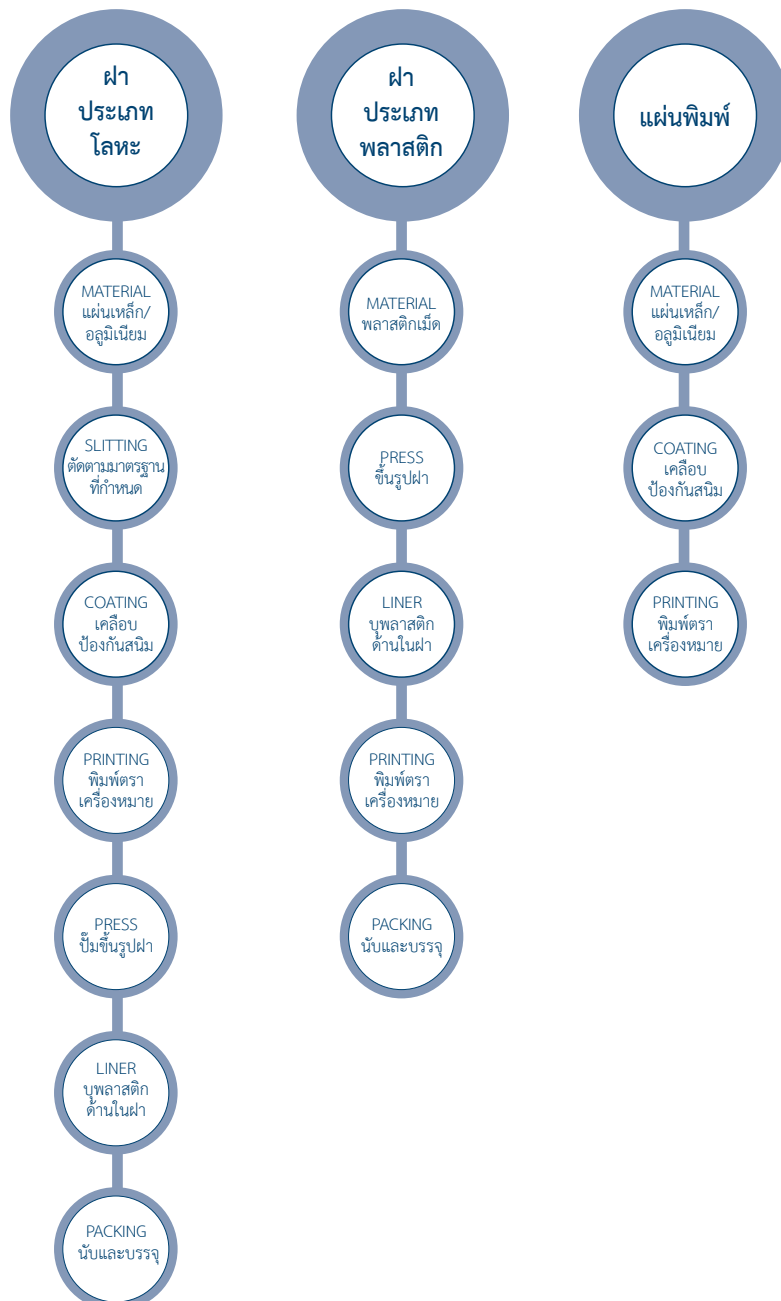 ฝา
ประเภท
โลหะ
MATERIAL
แผ่นเหล็ก/
อลูมิเนียม
SLITTING
ตัดตามมาตรฐาน
ที่กำหนด
COATING
เคลือบ
ป้องกันสนิม
PRINTING
พิมพ์ตรา
เครื่องหมาย
PRESS
ปั๊มขึ้นรูปฝา
LINER
บุพลาสติก
ด้านในฝา
PACKING
นับและบรรจุ
ฝา
ประเภท
พลาสติก
MATERIAL
พลาสติกเม็ด
PRESS
ขึ้นรูปฝา
LINER
บุพลาสติก
ด้านในฝา
PRINTING
พิมพ์ตรา
เครื่องหมาย
PACKING
นับและบรรจุ
แผ่นพิมพ์
MATERIAL
แผ่นเหล็ก/
อลูมิเนียม
COATING
เคลือบ
ป้องกันสนิม
PRINTING
พิมพ์ตรา
เครื่องหมาย